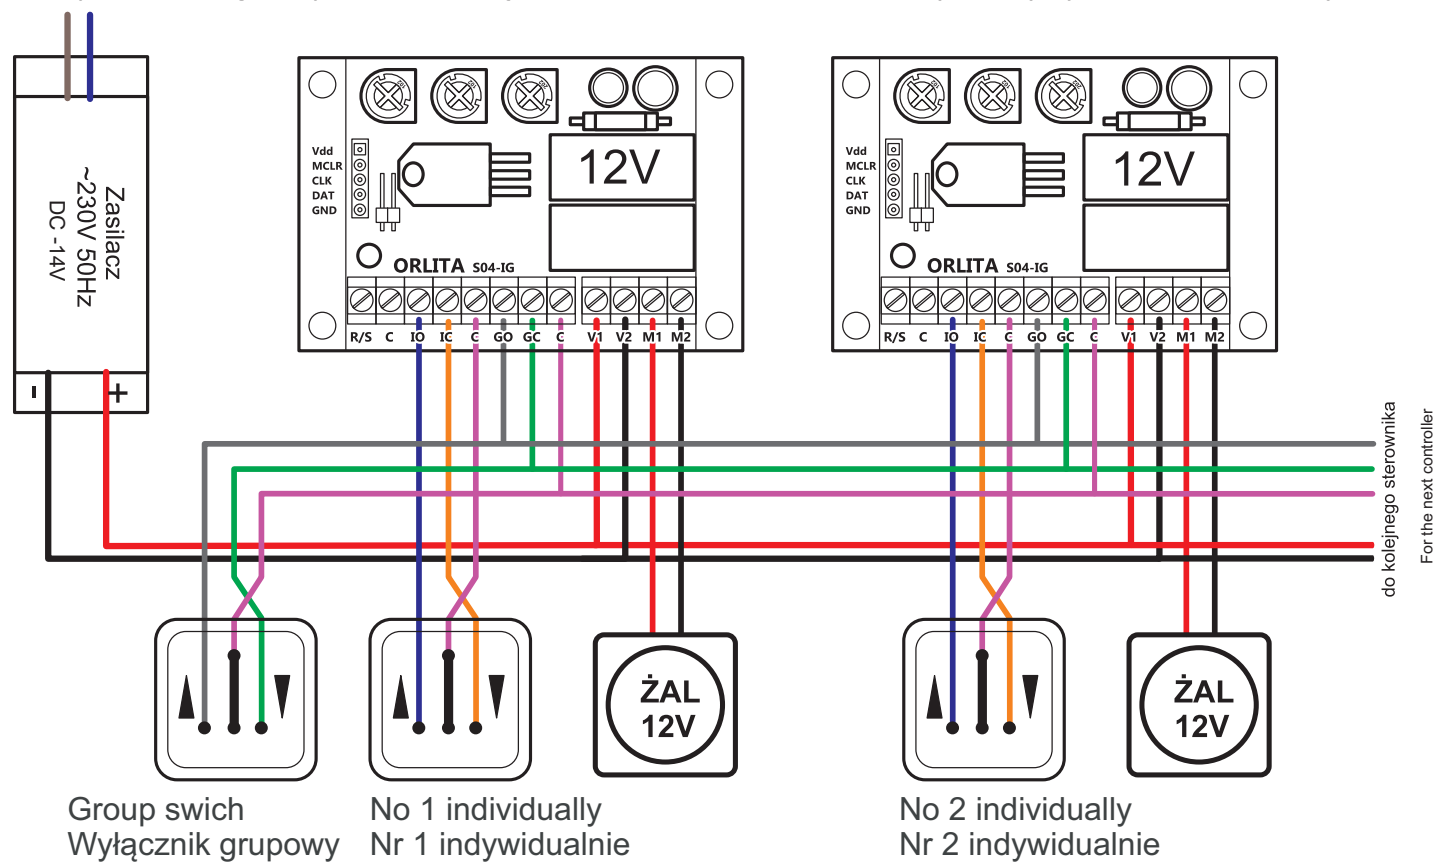 Zasilacz
~230V 50Hz
DC -14V
-
+
Vdd
MCLR
CLK
DAT
GND
12V
ORLITA S04-IG
R/S C IO IC C GO GC C V1 V2 M1 M2
Vdd
MCLR
CLK
DAT
GND
12V
ORLITA S04-IG
R/S C IO IC C GO GC C V1 V2 M1 M2
do kolejnego sterownika
For the next controller
ŻAL
12V
ŻAL
12V
Group swich
Wyłącznik grupowy
No 1 individually
Nr 1 indywidualnie
No 2 individually
Nr 2 indywidualnie